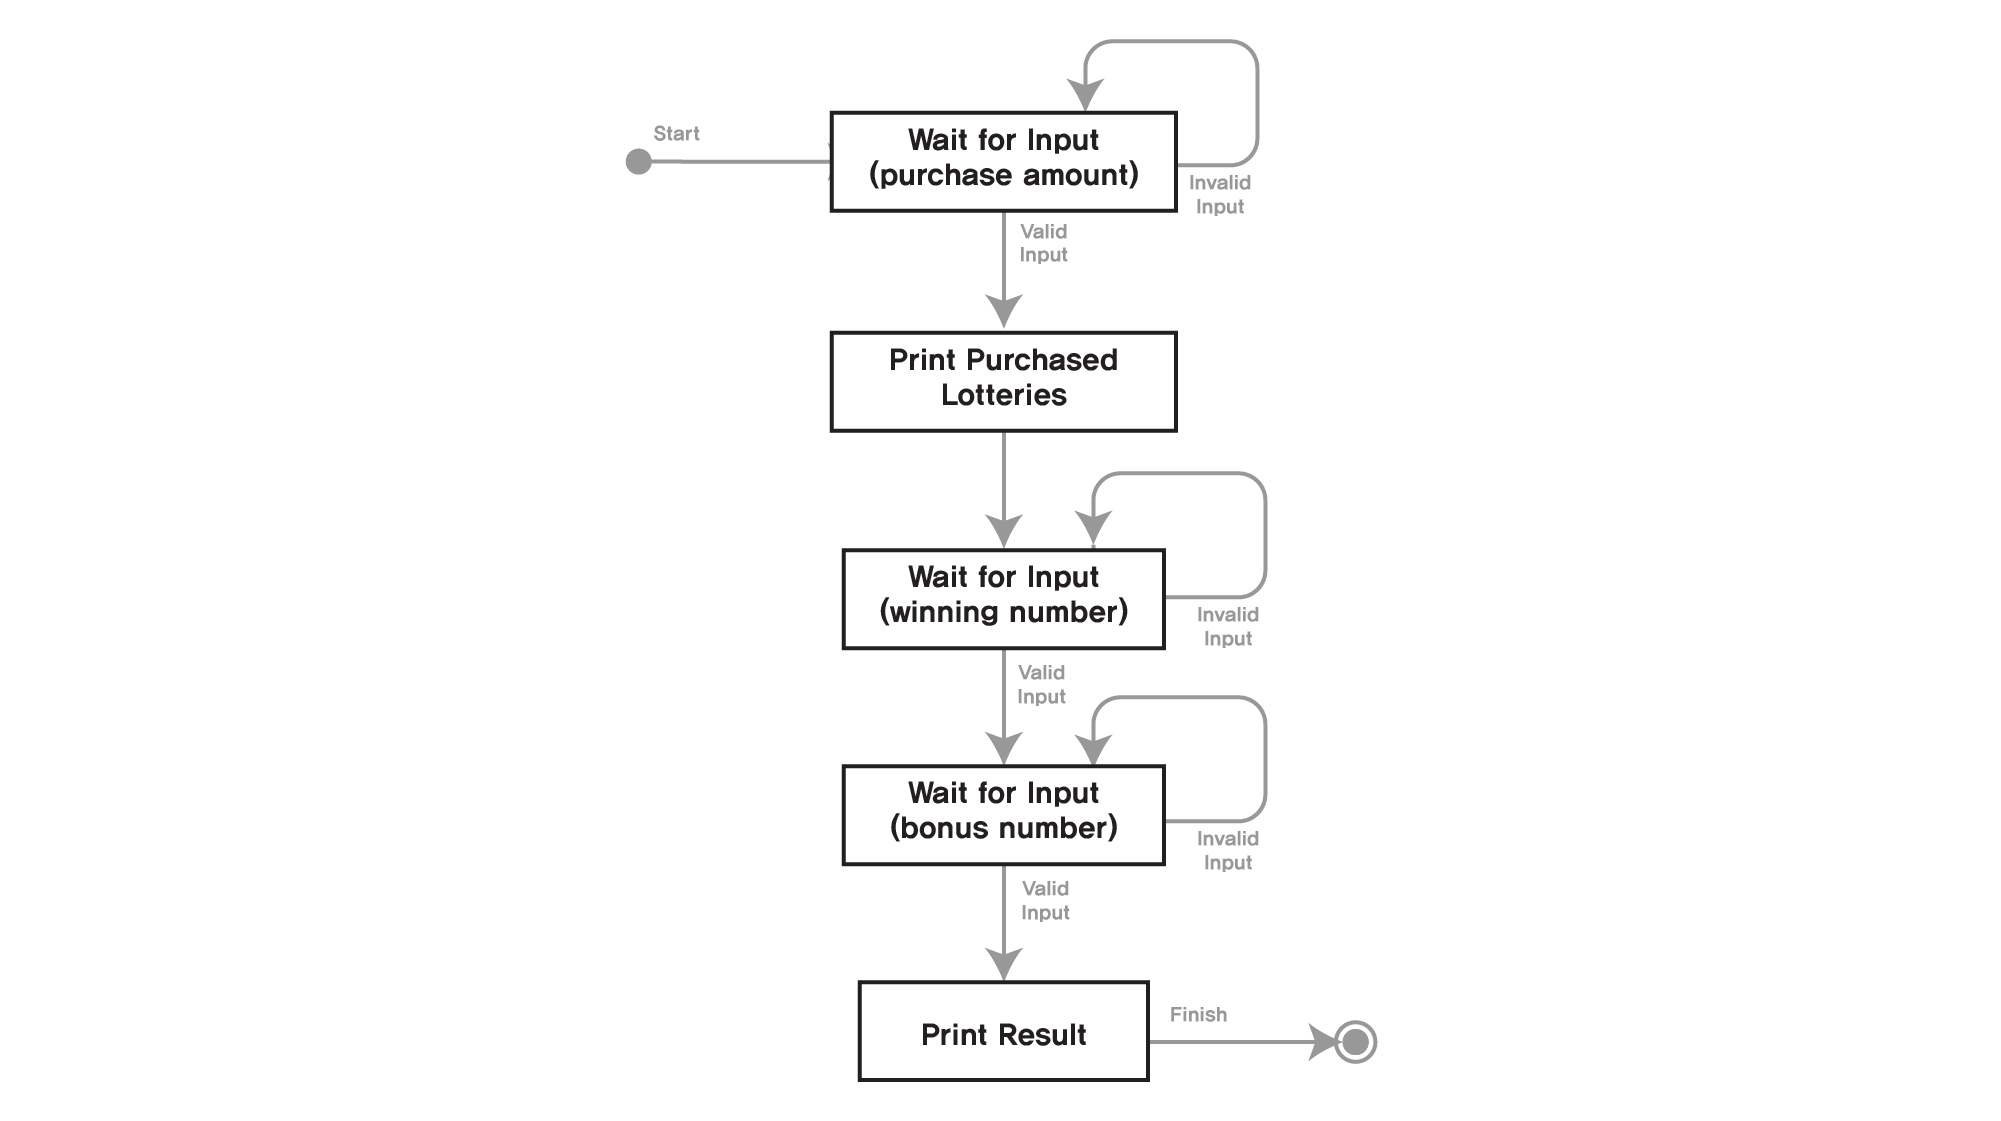 Start
Wait for Input
(purchase amount)
Invalid
Input
Valid
Input
Print Purchased
Lotteries
Wait for Input
(winning number)
Invalid
Input
Valid
Input
Wait for Input
(bonus number)
Invalid
Input
Valid
Input
Print Result
Finish